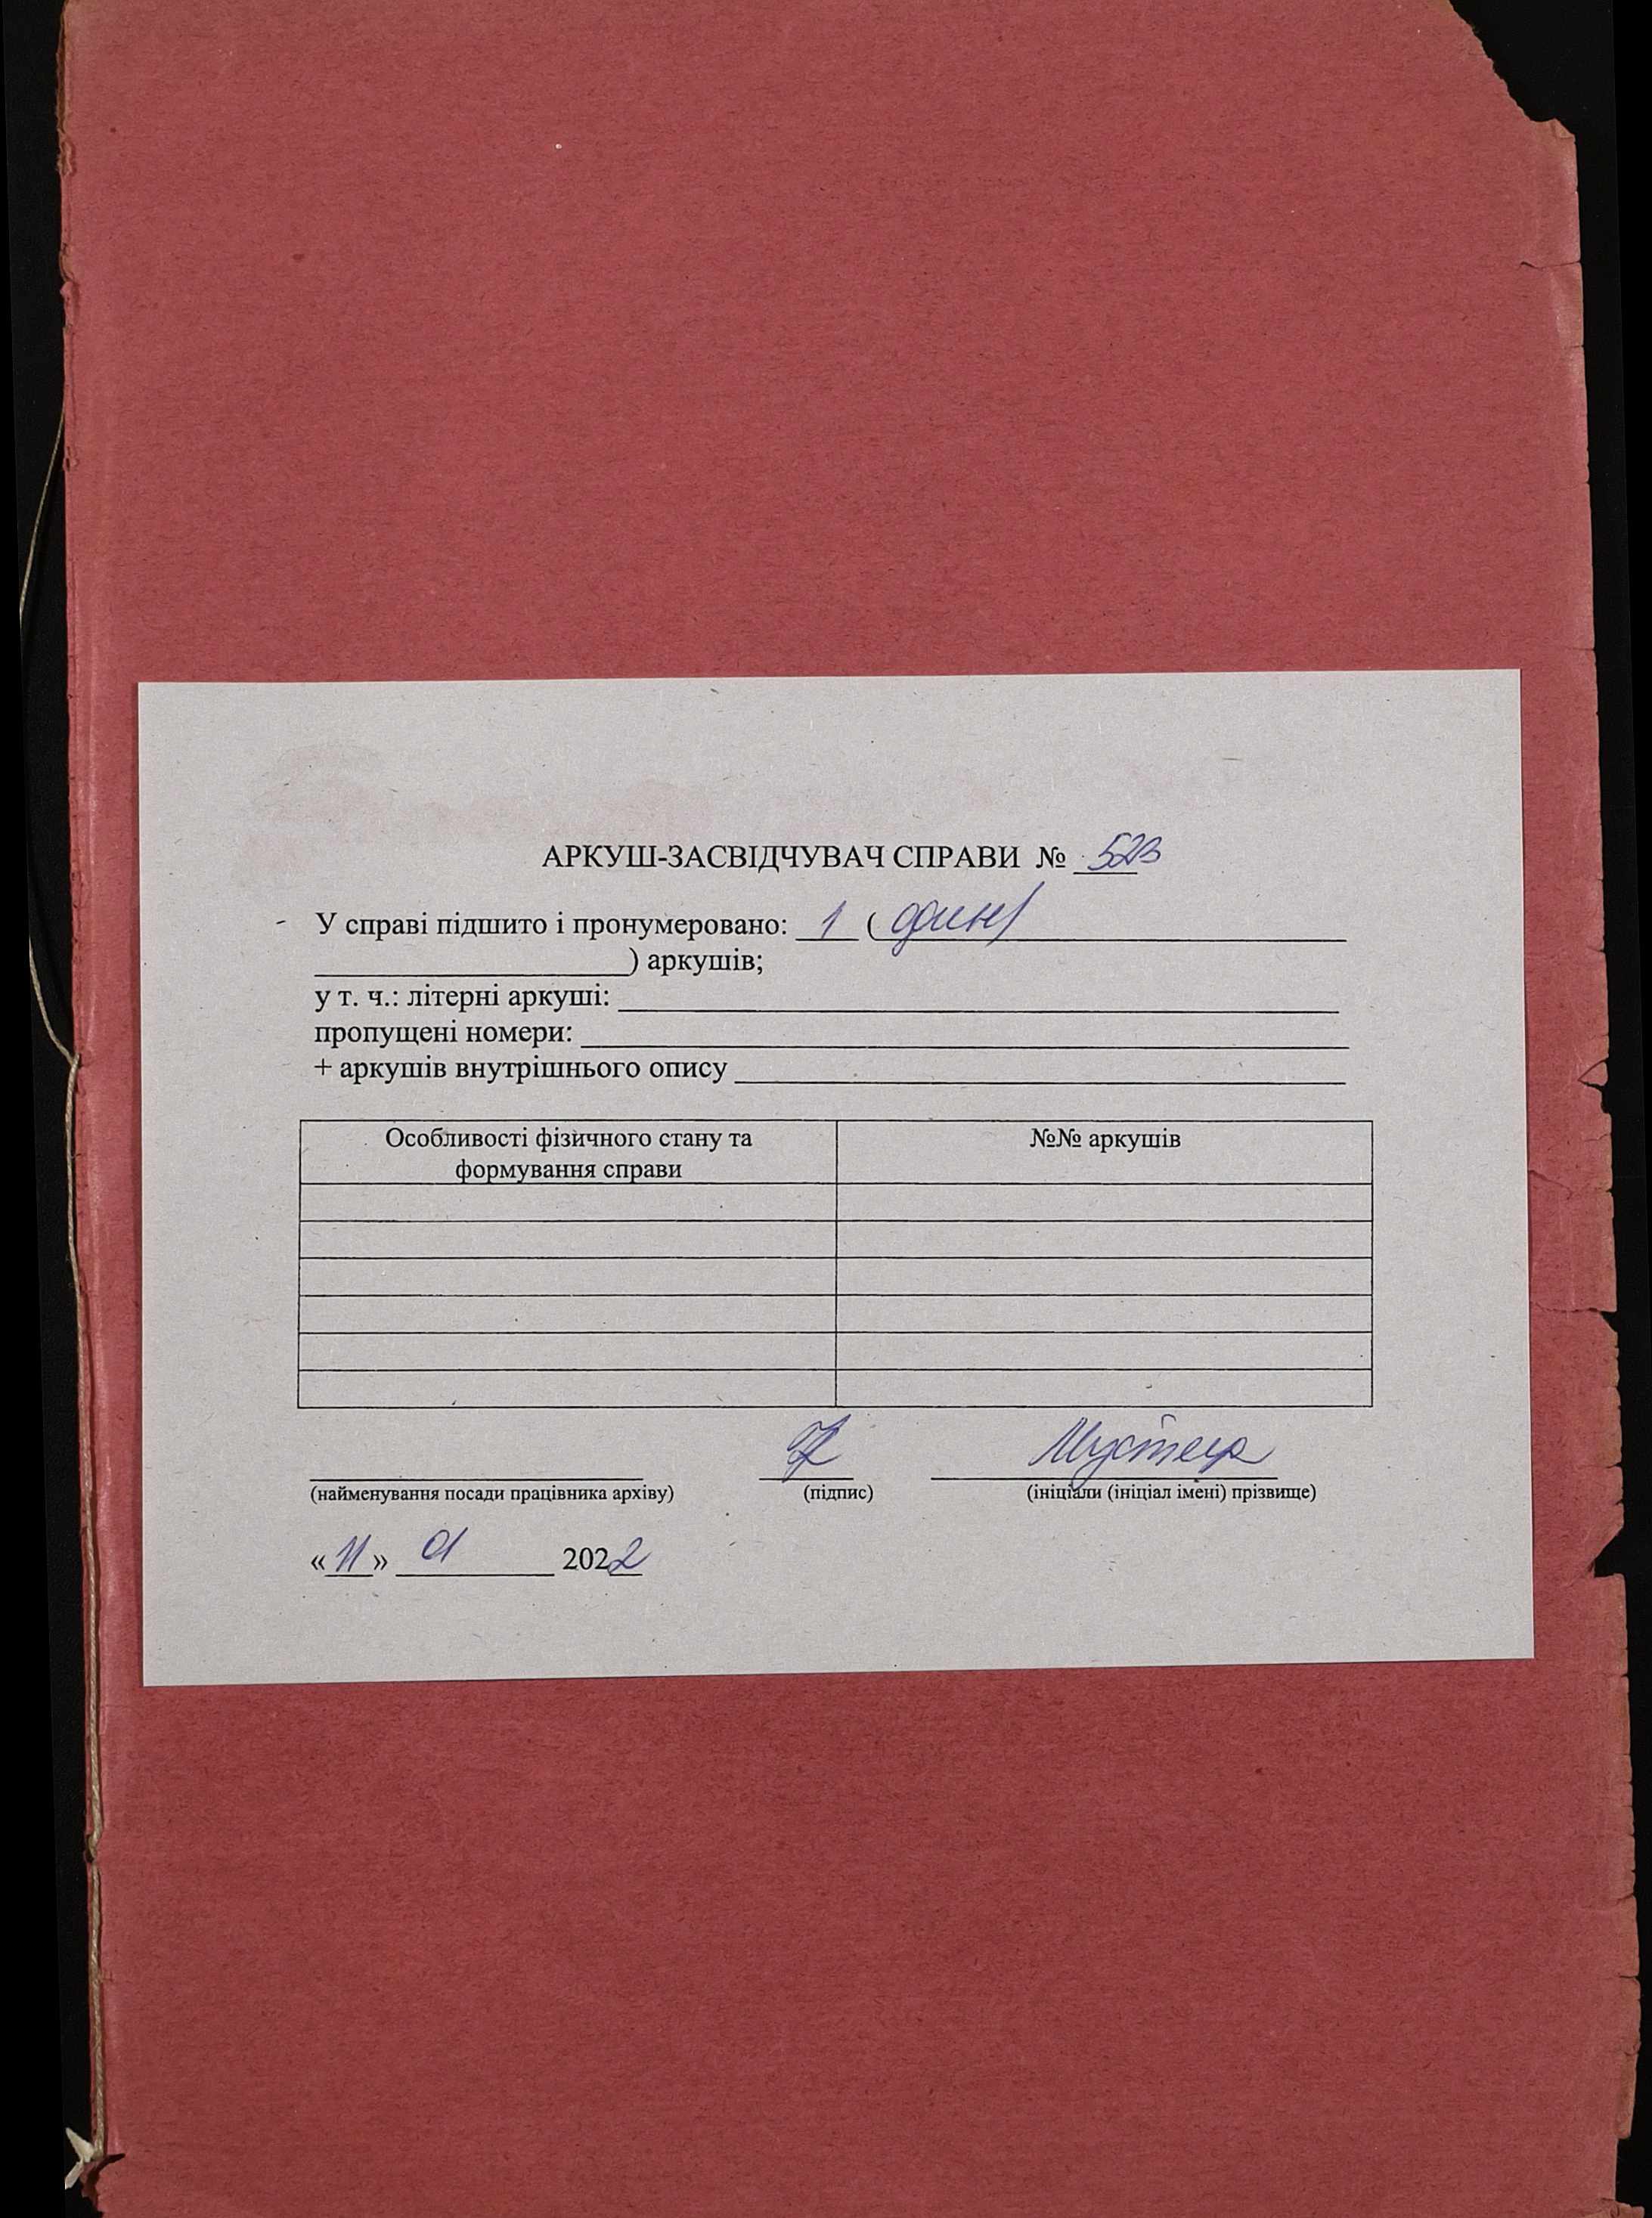 АРКУШ-ЗАСВІДЧУВАЧ СПРАВИ № 523
У справі підшито і пронумеровано: 1 ( один)
) аркушів;
у т. ч.: літерні аркуші:
пропущені номери:
+ аркушів внутрішнього опису
Особливості фізичного стану та
формування справи
№№ аркушів
(найменування посади працівника архіву)
(підпис)
(ініціали (ініціал імені) прізвище)
«11» 01 2022